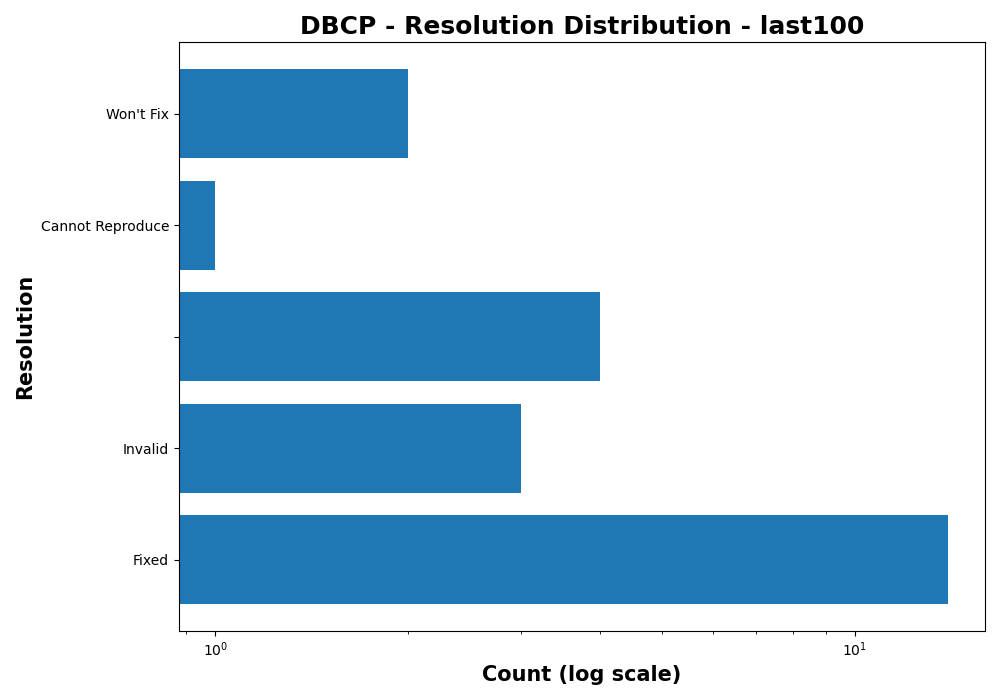 DBCP - Resolution Distribution - last100
Won't Fix
Cannot Reproduce
Invalid
Fixed
Resolution
10⁰ 10¹
Count (log scale)